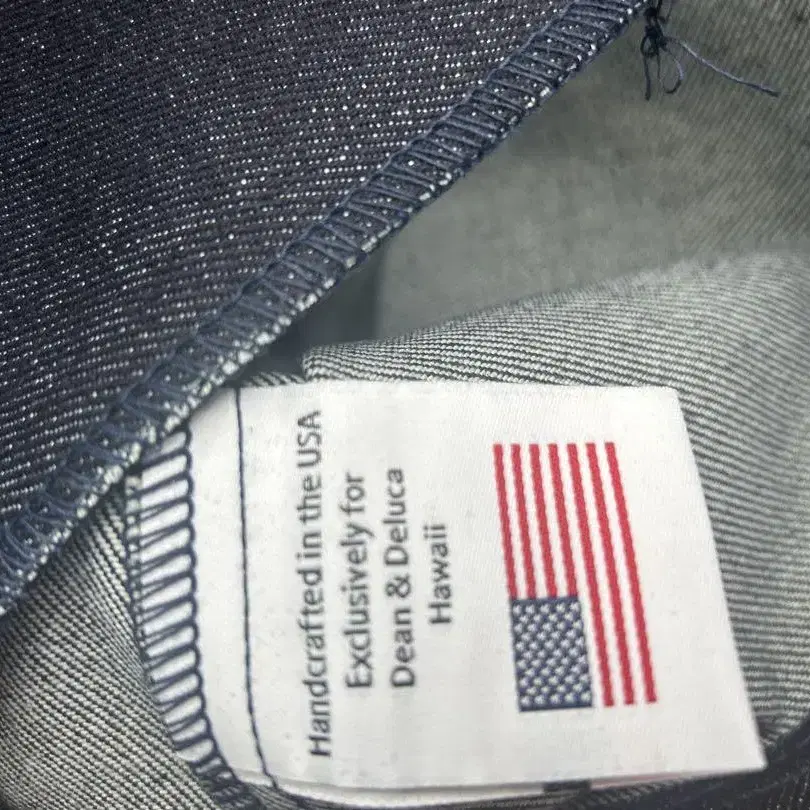 Handcrafted in the USA
Exclusively for
Dean & Deluca
Hawaii